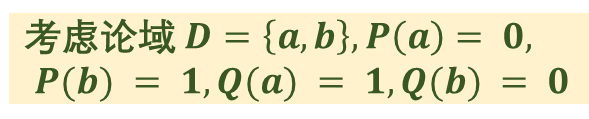 考虑论域 D = {a, b}, P(a) = 0,
P(b) = 1, Q(a) = 1, Q(b) = 0